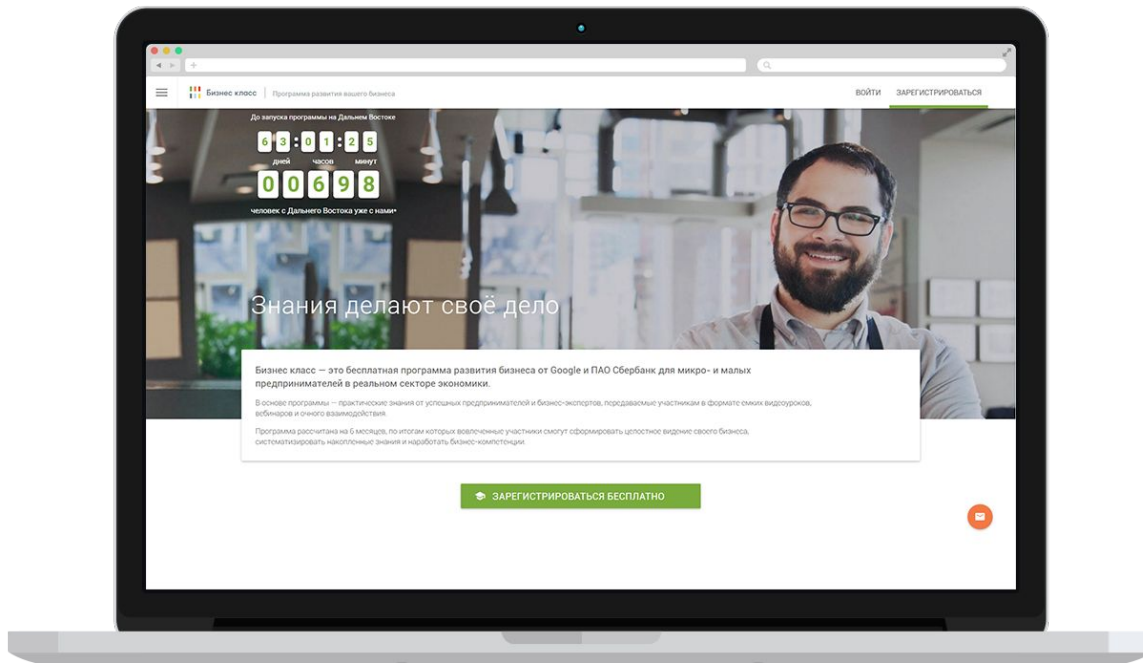 Бизнес класс
Программа развития вашего бизнеса
ВОЙТИ
ЗАРЕГИСТРИРОВАТЬСЯ
До запуска программы на Дальнем Востоке
63:01:25
дней часов минут
00698
человек с Дальнего Востока уже с нами*
Знания делают своё дело
Бизнес класс — это бесплатная программа развития бизнеса от Google и ПАО Сбербанк для микро- и малых
предпринимателей в реальном секторе экономики.
В основе программы — практические знания от успешных предпринимателей и бизнес-экспертов, передаваемые участникам в формате емких видеоуроков,
вебинаров и очного взаимодействия.
Программа рассчитана на 6 месяцев, по итогам которых вовлеченные участники смогут сформировать целостное видение своего бизнеса,
систематизировать накопленные знания и наработать бизнес-компетенции.
ЗАРЕГИСТРИРОВАТЬСЯ БЕСПЛАТНО